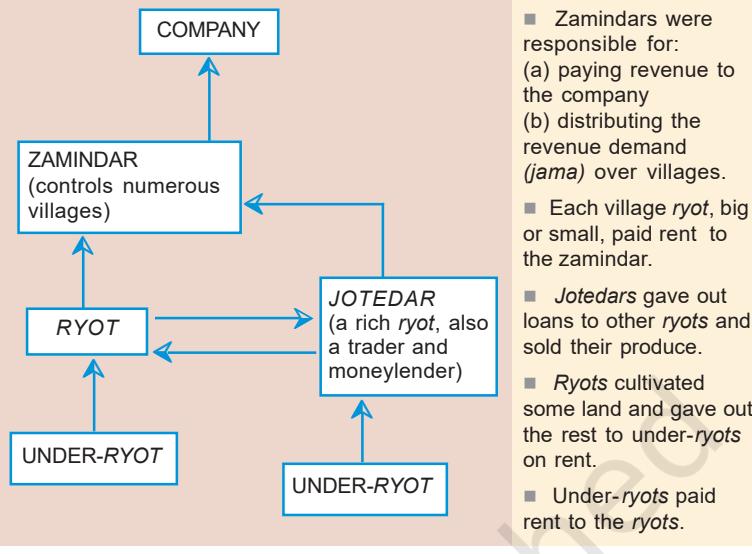 COMPANY
ZAMINDAR
(controls numerous
villages)
RYOT
JOTEDAR
(a rich ryot, also
a trader and
moneylender)
UNDER-RYOT
UNDER-RYOT
■ Zamindars were
responsible for:
(a) paying revenue to
the company
(b) distributing the
revenue demand
(jama) over villages.
■ Each village ryot, big
or small, paid rent to
the zamindar.
■ Jotedars gave out
loans to other ryots and
sold their produce.
■ Ryots cultivated
some land and gave out
the rest to under-ryots
on rent.
■ Under-ryots paid
rent to the ryots.